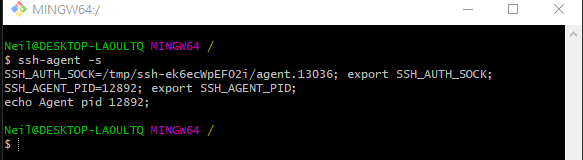 MINGW64:/
Neil@DESKTOP-LAOULTQ MINGW64 /
$ ssh-agent -s
SSH_AUTH_SOCK=/tmp/ssh-ek6ecWpEFO2i/agent.13036; export SSH_AUTH_SOCK;
SSH_AGENT_PID=12892; export SSH_AGENT_PID;
echo Agent pid 12892;
Neil@DESKTOP-LAOULTQ MINGW64 /
$